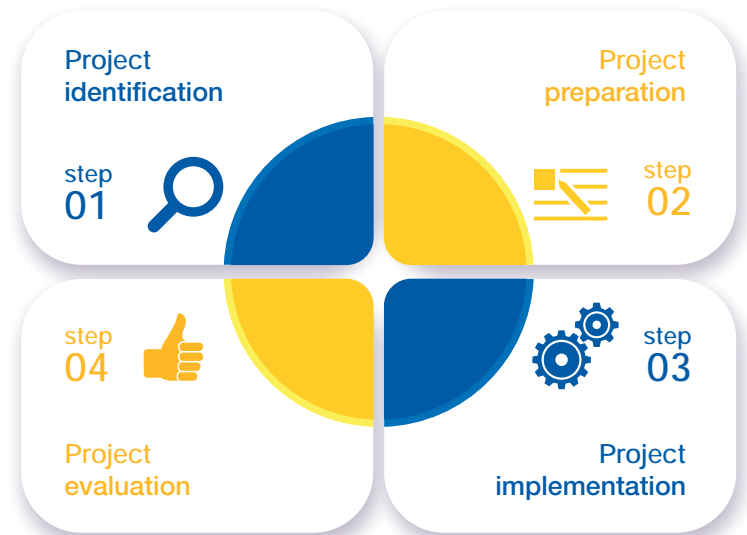 Project
identification
step
01
Project
preparation
step
02
step
03
Project
implementation
step
04
Project
evaluation